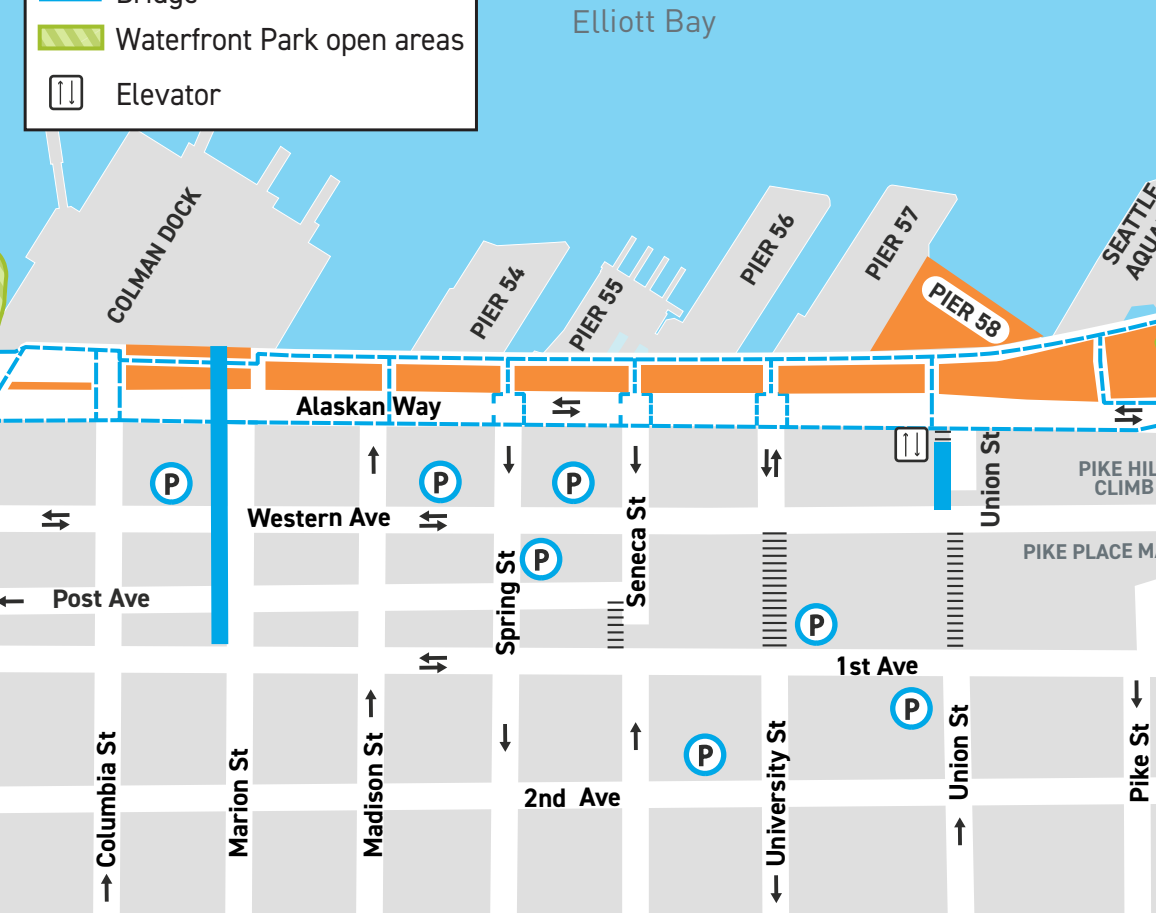 Bridge
Elliott Bay
Waterfront Park open areas
Elevator
COLMAN DOCK
PIER 54
PIER 55
PIER 56
PIER 57
PIER 58
SEATTLE
Alaskan Way
P
P
P
Union St
PIKE
CLIMB
Western Ave
Seneca St
Spring St
P
PIKE PLACE
Post Ave
P
1st Ave
P
P
Columbia St
Marion St
Madison St
2nd Ave
University St
Union St
Pike St